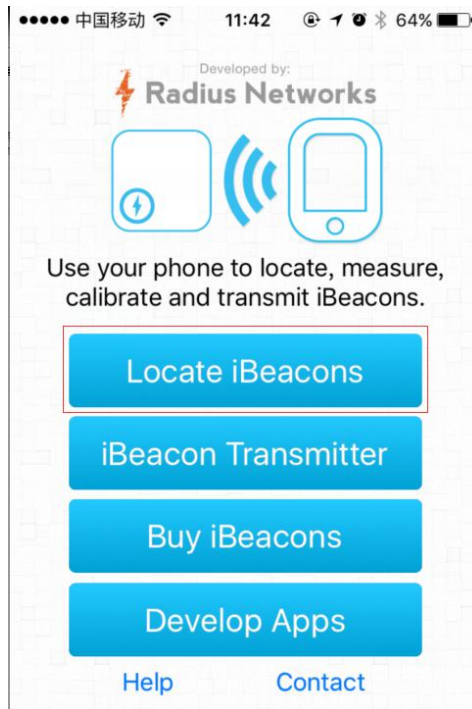 中国移动 11:42 64%
Developed by:
Radius Networks
Use your phone to locate, measure,
calibrate and transmit iBeacons.
Locate iBeacons
iBeacon Transmitter
Buy iBeacons
Develop Apps
Help Contact